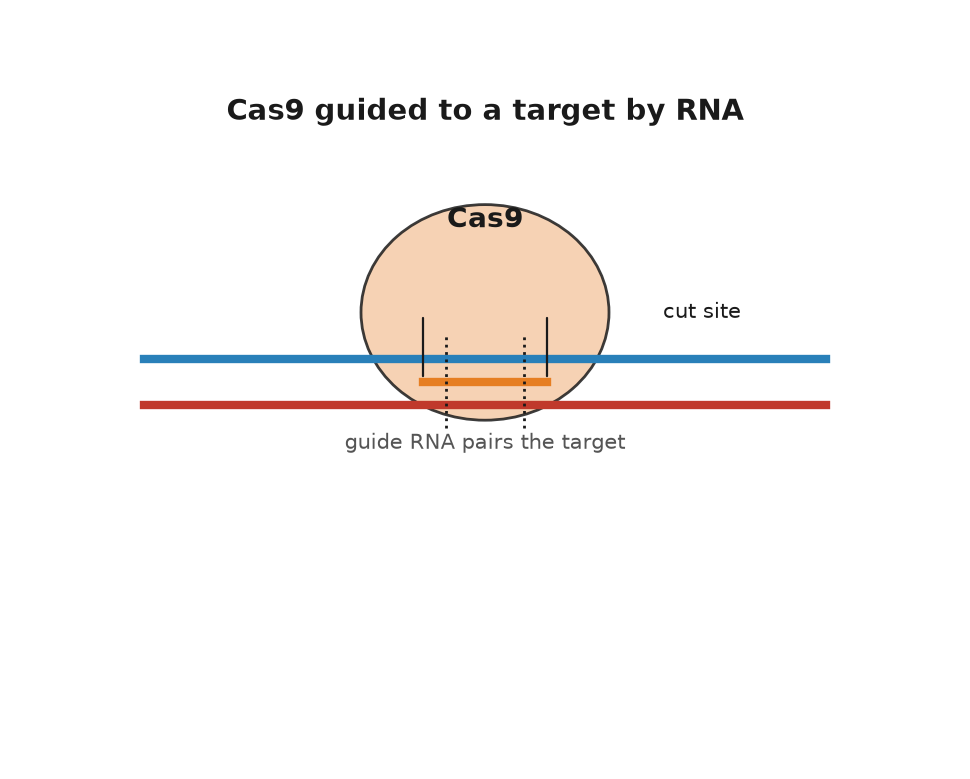 Cas9 guided to a target by RNA
Cas9
cut site
guide RNA pairs the target